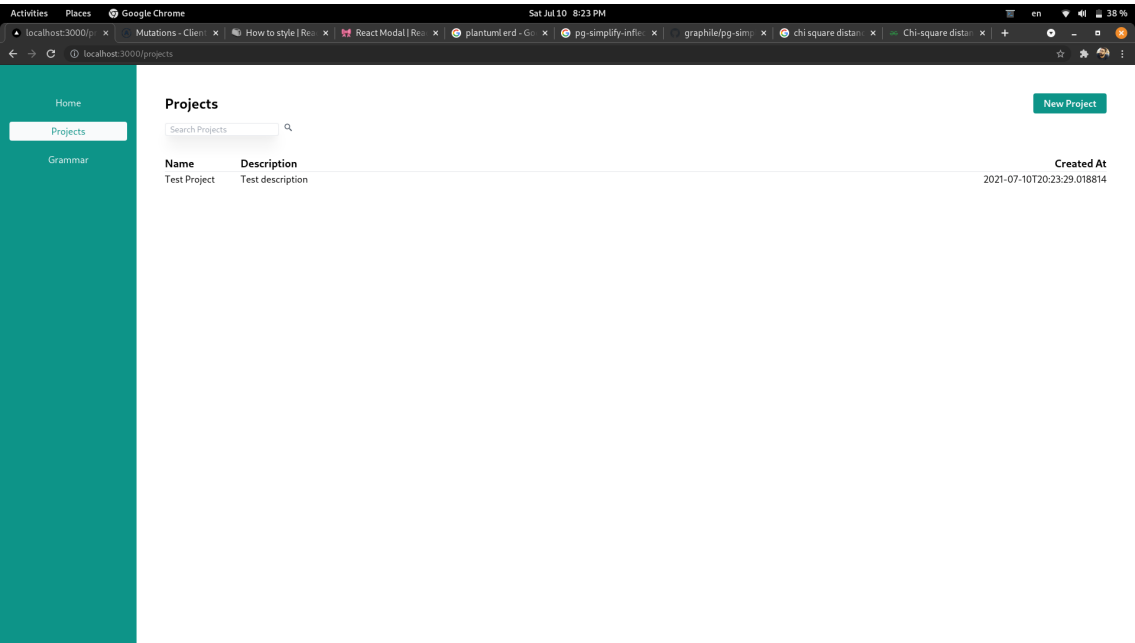 Activities Places Google Chrome Sat Jul 10 8:23 PM en 38 %
localhost:3000/pr Mutations - Client How to style | Rea React Modal | Rea plantuml erd - Go pg-simplify-inflec graphile/pg-simp chi square distanc Chi-square distan
localhost:3000/projects
Home
Projects
Grammar
Projects
New Project
Search Projects
Name Description Created At
Test Project Test description 2021-07-10T20:23:29.018814